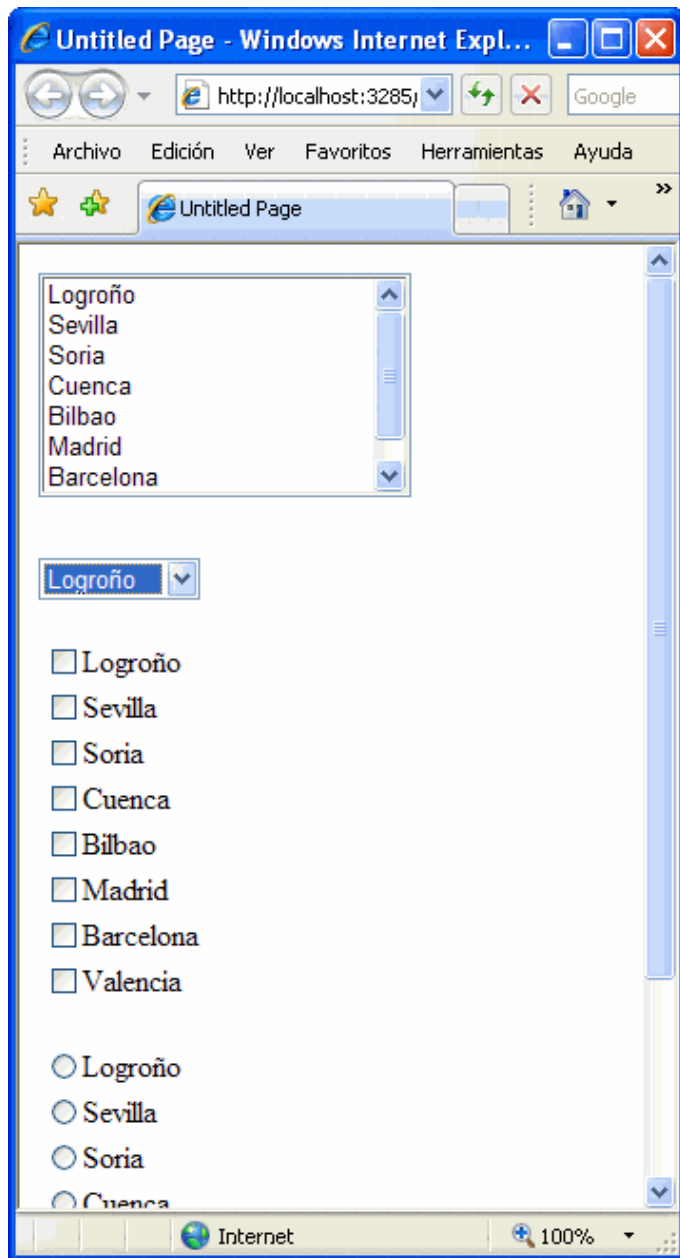 Untitled Page - Windows Internet Expl...
http://localhost:3285/
Google
Archivo Edición Ver Favoritos Herramientas Ayuda
Untitled Page
Logroño
Sevilla
Soria
Cuenca
Bilbao
Madrid
Barcelona
Logroño
Logroño
Sevilla
Soria
Cuenca
Bilbao
Madrid
Barcelona
Valencia
Logroño
Sevilla
Soria
Cuenca
Internet 100%